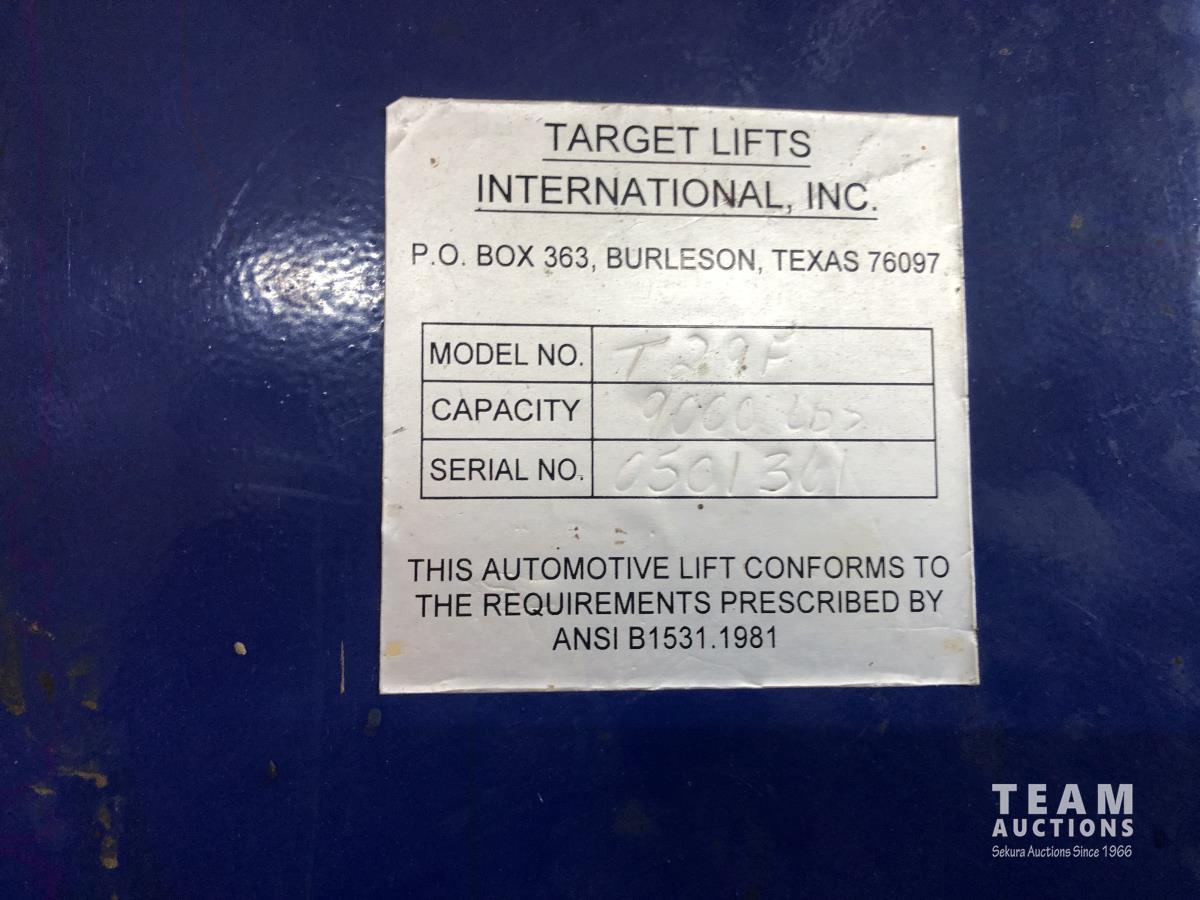 TARGET LIFTS
INTERNATIONAL, INC.
P.O. BOX 363, BURLESON, TEXAS 76097
MODEL NO. T29F
CAPACITY 9000 Lbs
SERIAL NO. 0501301
THIS AUTOMOTIVE LIFT CONFORMS TO
THE REQUIREMENTS PRESCRIBED BY
ANSI B1531.1981
TEAM
AUCTIONS
Sekura Auctions Since 1966